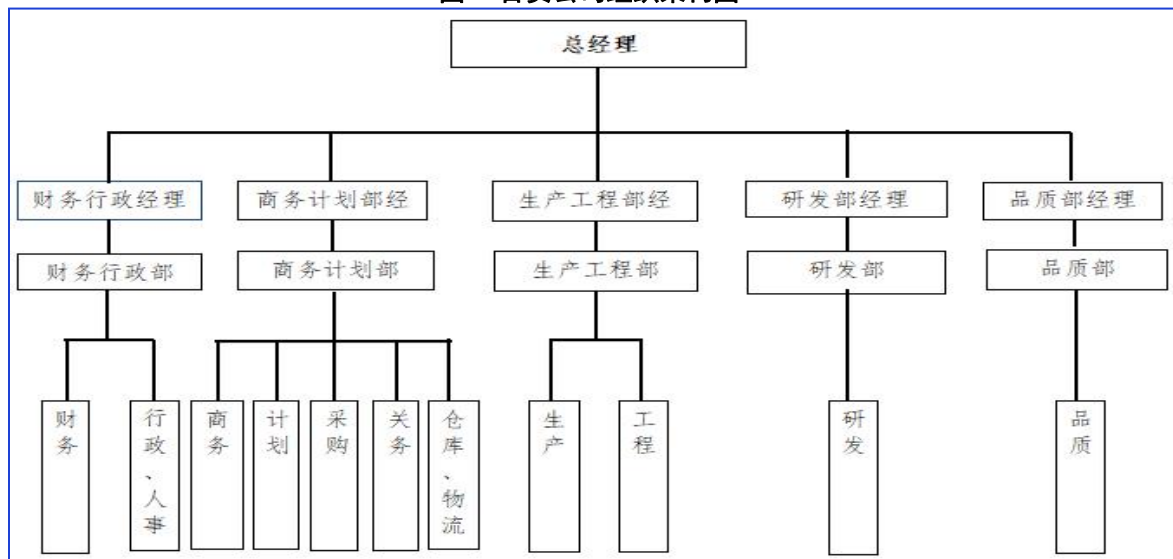 总经理
财务行政经理
商务计划部经
生产工程部经
研发部经理
品质部经理
财务行政部
商务计划部
生产工程部
研发部
品质部
财务
行政、人事
商务
计划
采购
关务
仓库、物流
生产
工程
研发
品质